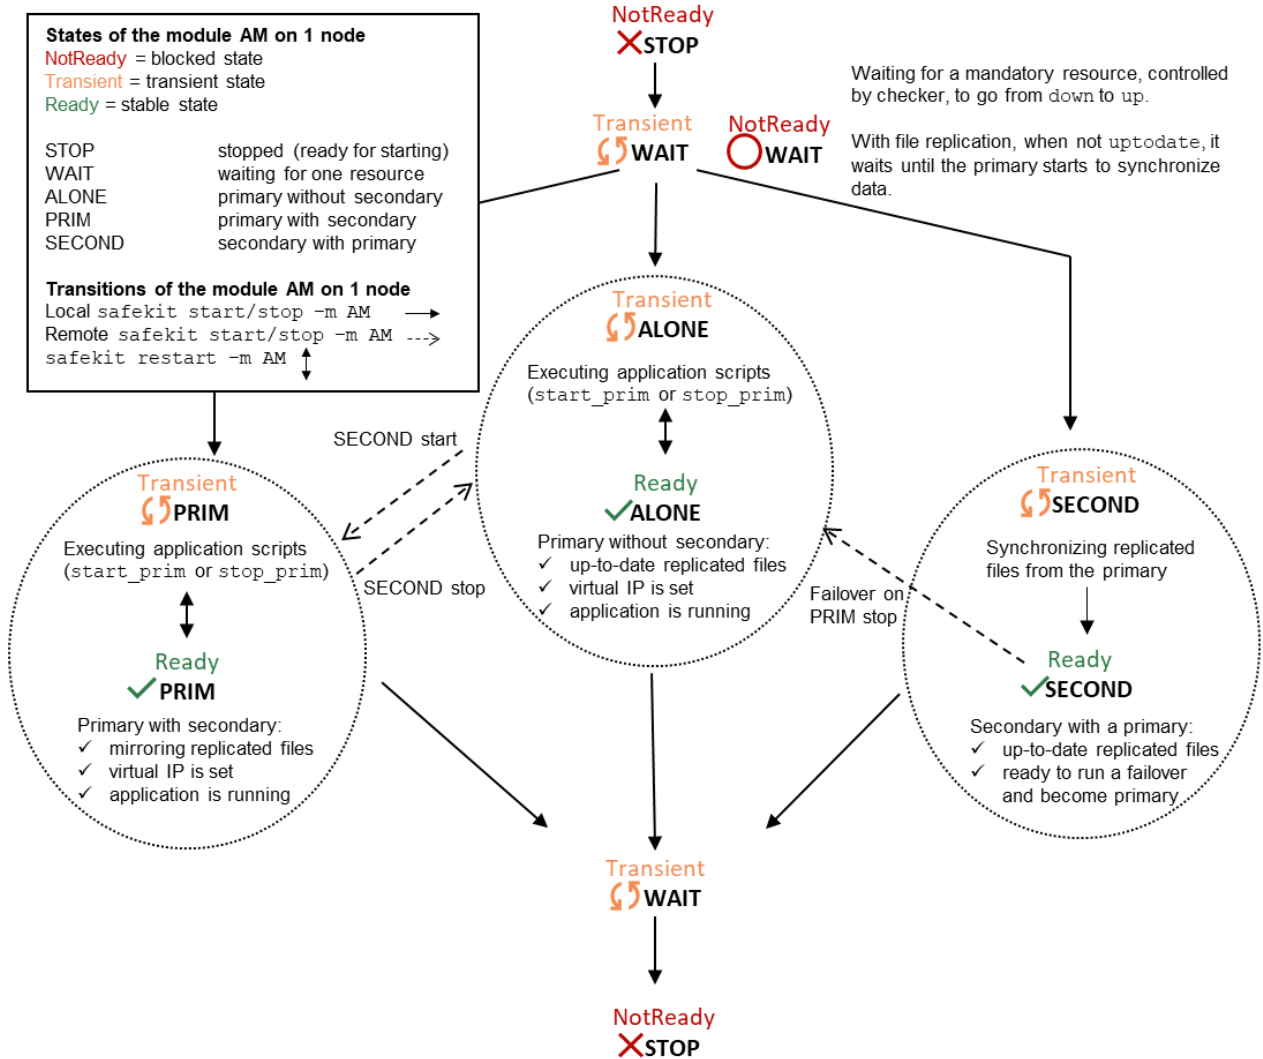 States of the module AM on 1 node
NotReady = blocked state
Transient = transient state
Ready = stable state
STOP stopped (ready for starting)
WAIT waiting for one resource
ALONE primary without secondary
PRIM primary with secondary
SECOND secondary with primary
Transitions of the module AM on 1 node
Local safekit start/stop –m AM
Remote safekit start/stop –m AM
safekit restart –m AM
NotReady
STOP
Transient
WAIT
NotReady
WAIT
Waiting for a mandatory resource, controlled
by checker, to go from down to up.
With file replication, when not uptodate, it
waits until the primary starts to synchronize
data.
Transient
ALONE
Executing application scripts
(start_prim or stop_prim)
Ready
ALONE
Primary without secondary:
✓ up-to-date replicated files
✓ virtual IP is set
✓ application is running
SECOND start
SECOND stop
Transient
PRIM
Executing application scripts
(start_prim or stop_prim)
Ready
PRIM
Primary with secondary:
✓ mirroring replicated files
✓ virtual IP is set
✓ application is running
Failover on
PRIM stop
Transient
SECOND
Synchronizing replicated
files from the primary
Ready
SECOND
Secondary with a primary:
✓ up-to-date replicated files
✓ ready to run a failover
and become primary
Transient
WAIT
NotReady
STOP